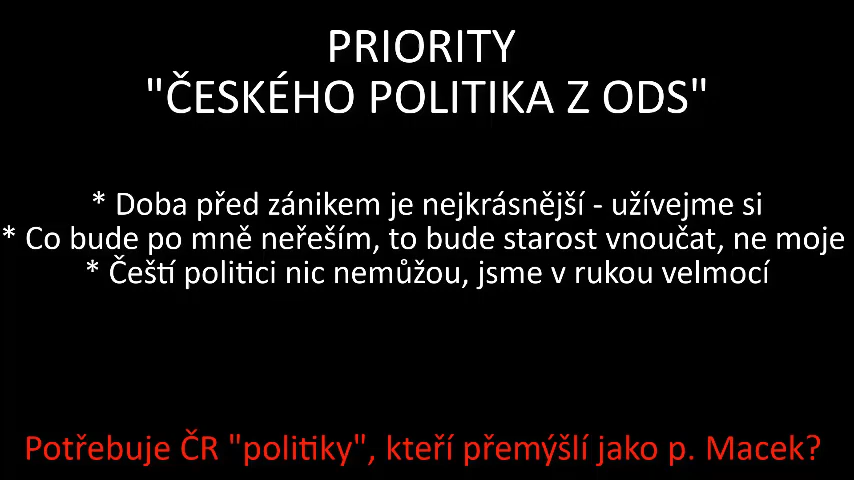 PRIORITY
"ČESKÉHO POLITIKA Z ODS"
* Doba před zánikem je nejkrásnější - užívejme si
* Co bude po mně neřeším, to bude starost vnoučat, ne moje
* Čeští politici nic nemůžou, jsme v rukou velmocí
Potřebuje ČR "politiky", kteří přemýšlí jako p. Macek?